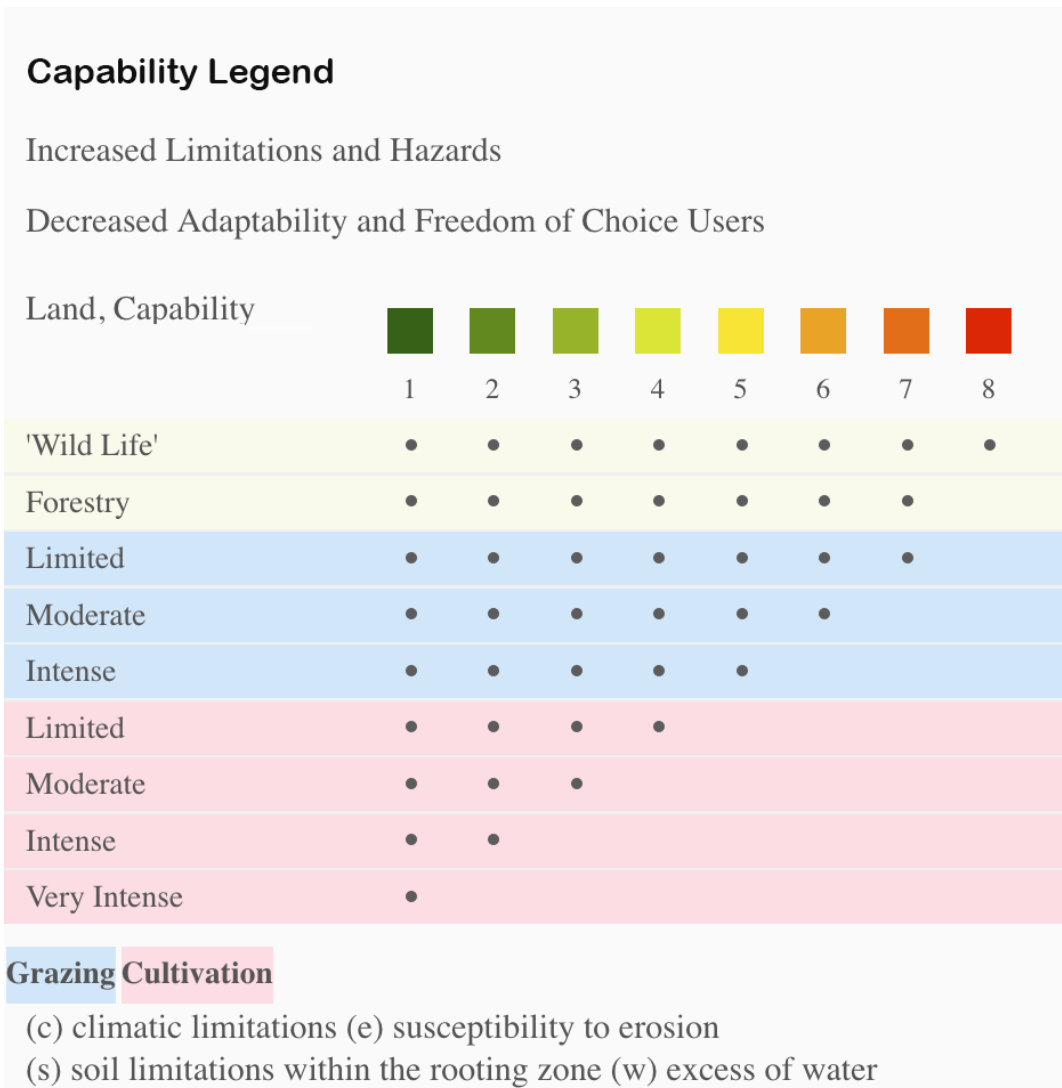 Capability Legend
Increased Limitations and Hazards
Decreased Adaptability and Freedom of Choice Users
Land, Capability
1 2 3 4 5 6 7 8
'Wild Life' • • • • • • • •
Forestry • • • • • • •
Limited • • • • • • •
Moderate • • • • • •
Intense • • • • •
Limited • • • •
Moderate • • •
Intense • •
Very Intense •
Grazing Cultivation
(c) climatic limitations (e) susceptibility to erosion
(s) soil limitations within the rooting zone (w) excess of water